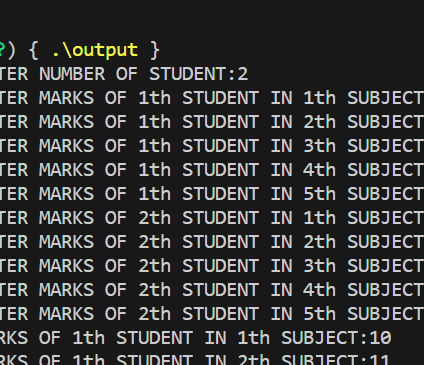 ?) { .\output }
TER NUMBER OF STUDENT:2
TER MARKS OF 1th STUDENT IN 1th SUBJECT
TER MARKS OF 1th STUDENT IN 2th SUBJECT
TER MARKS OF 1th STUDENT IN 3th SUBJECT
TER MARKS OF 1th STUDENT IN 4th SUBJECT
TER MARKS OF 1th STUDENT IN 5th SUBJECT
TER MARKS OF 2th STUDENT IN 1th SUBJECT
TER MARKS OF 2th STUDENT IN 2th SUBJECT
TER MARKS OF 2th STUDENT IN 3th SUBJECT
TER MARKS OF 2th STUDENT IN 4th SUBJECT
TER MARKS OF 2th STUDENT IN 5th SUBJECT
RKS OF 1th STUDENT IN 1th SUBJECT:10
RKS OF 1th STUDENT IN 2th SUBJECT:11